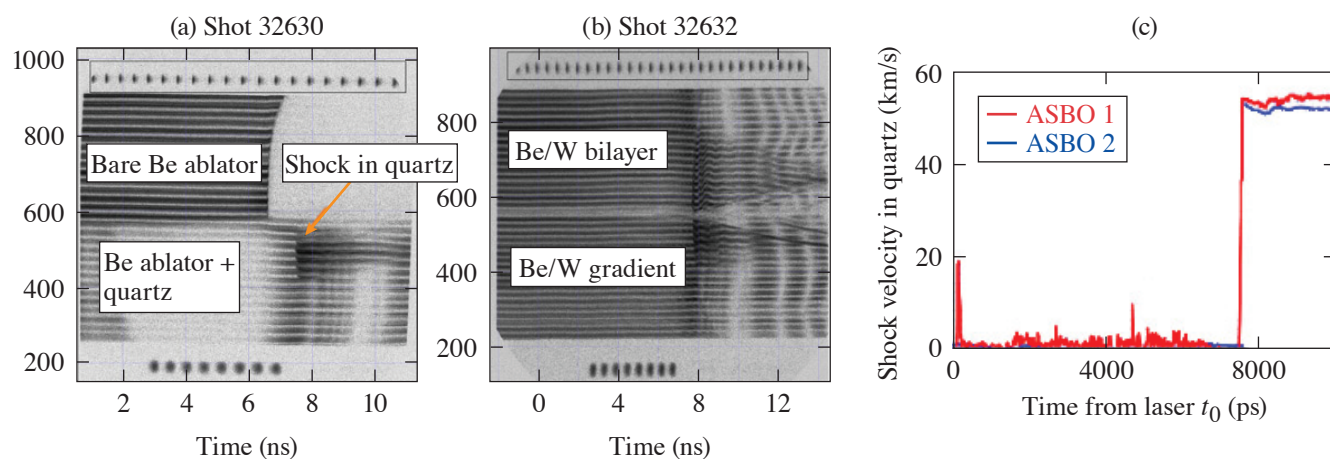 (a) Shot 32630
1000
800
600
400
200
Bare Be ablator
Shock in quartz
Be ablator +
quartz
2 4 6 8 10
Time (ns)
(b) Shot 32632
800
600
400
200
Be/W bilayer
Be/W gradient
0 4 8 12
Time (ns)
(c)
Shock velocity in quartz (km/s)
60
40
20
0
ASBO 1
ASBO 2
0 4000 8000
Time from laser t₀ (ps)